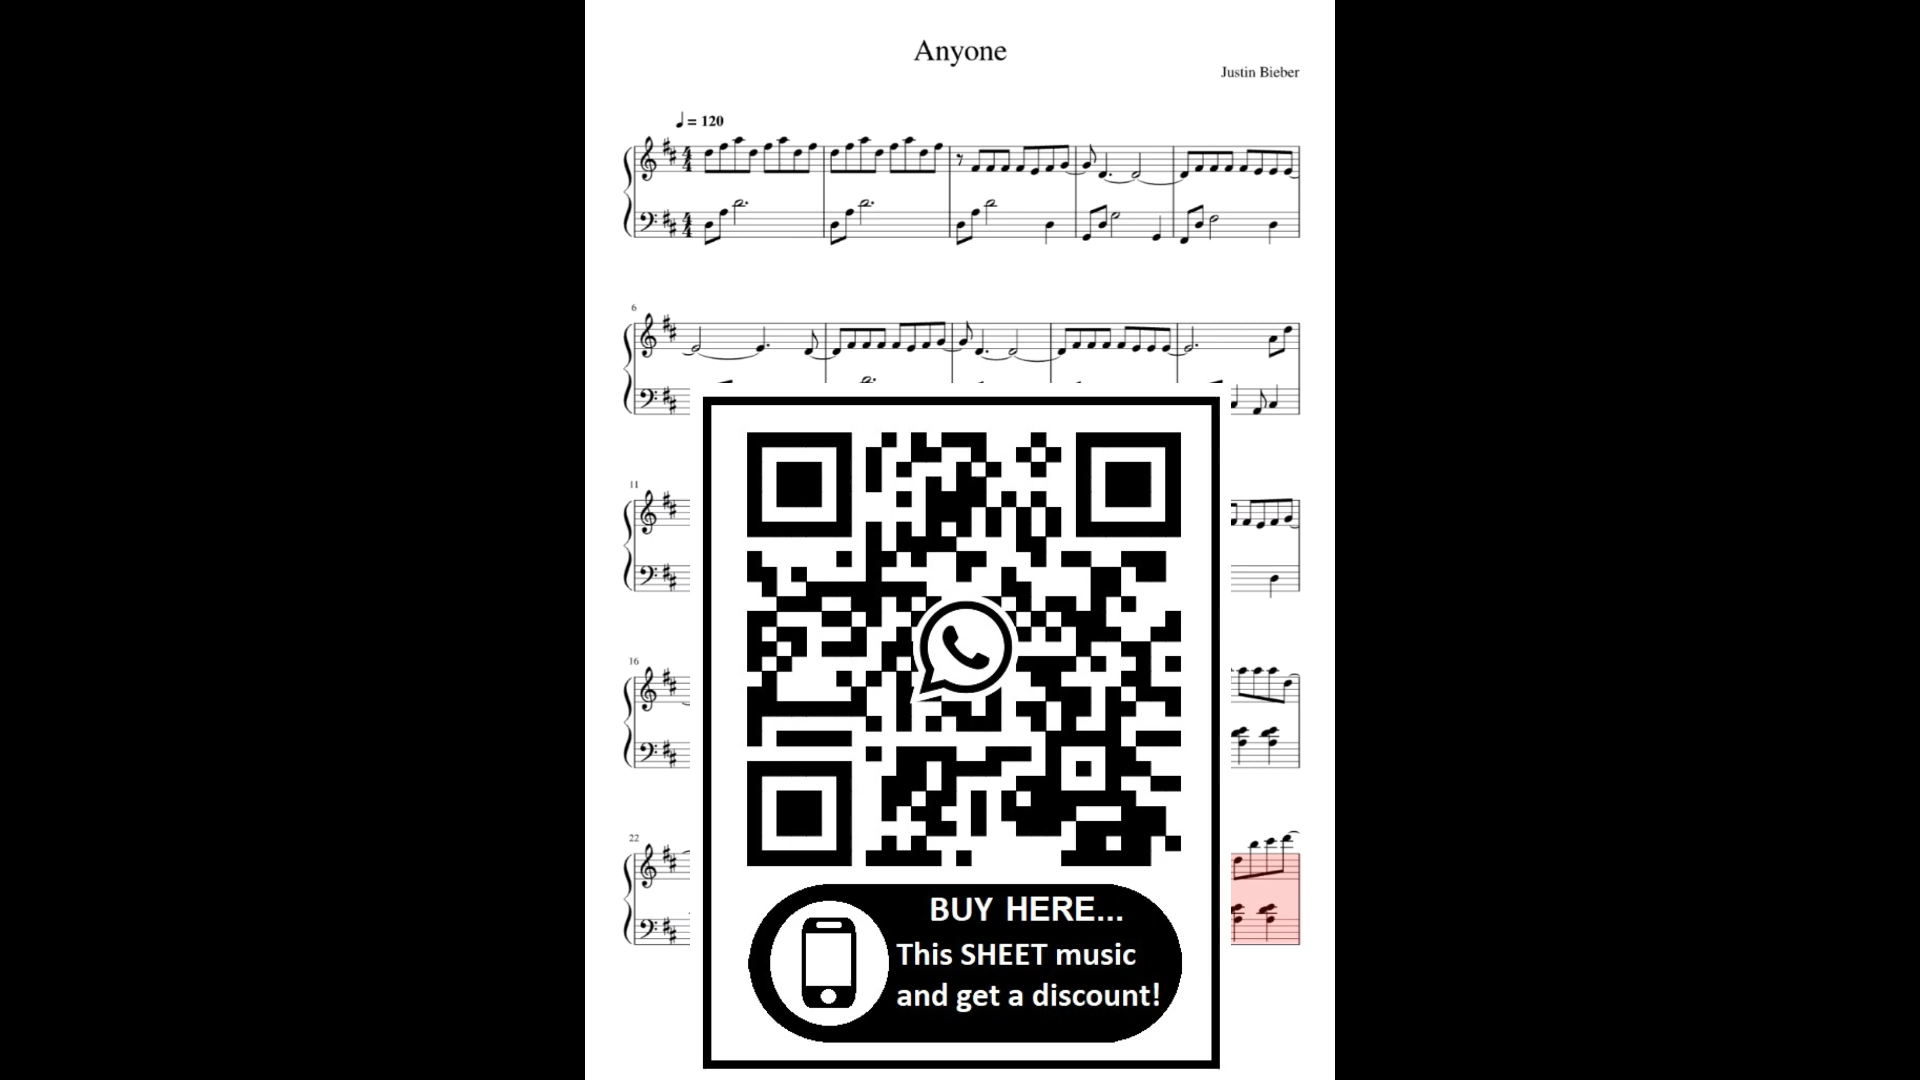 Anyone
Justin Bieber
= 120
6
11
16
22
BUY HERE...
This SHEET music
and get a discount!